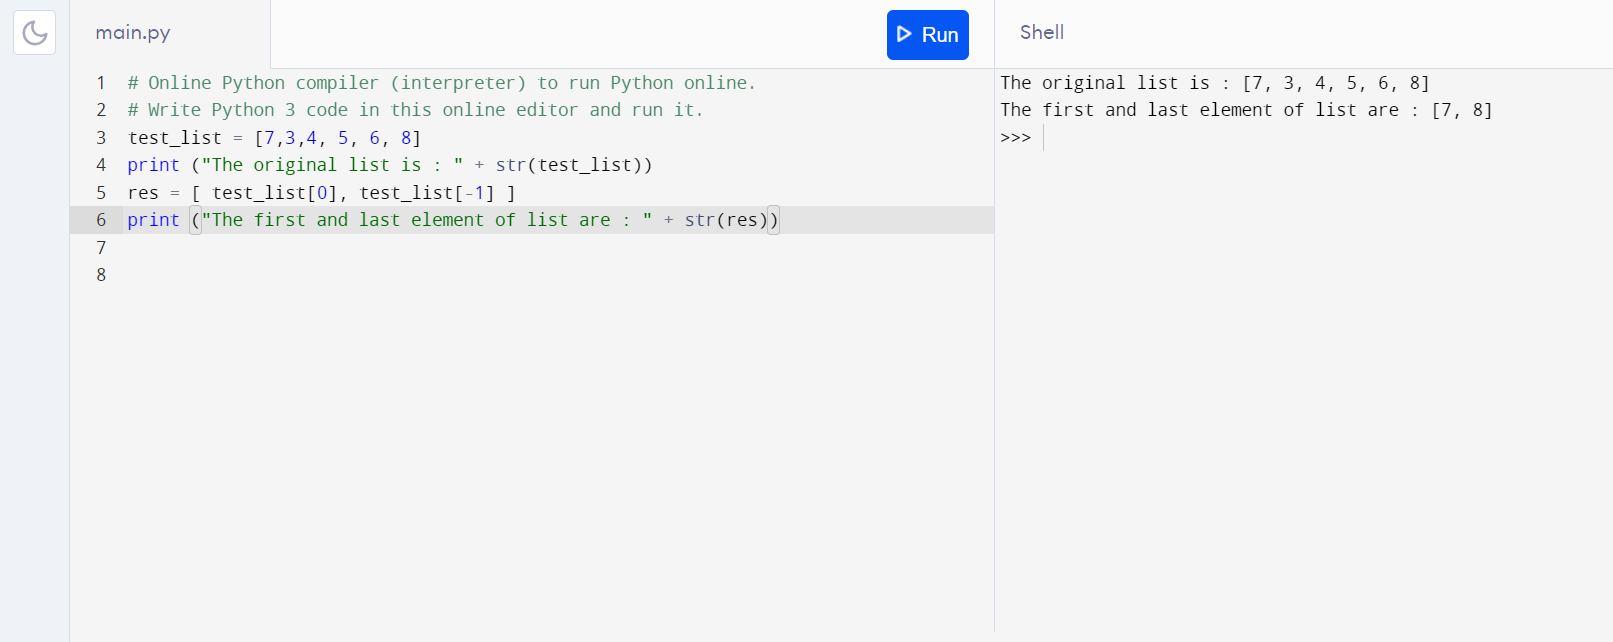 main.py
Run
Shell
1 # Online Python compiler (interpreter) to run Python online.
2 # Write Python 3 code in this online editor and run it.
3 test_list = [7,3,4, 5, 6, 8]
4 print ("The original list is : " + str(test_list))
5 res = [ test_list[0], test_list[-1] ]
6 print ("The first and last element of list are : " + str(res))
7
8
The original list is : [7, 3, 4, 5, 6, 8]
The first and last element of list are : [7, 8]
>>>